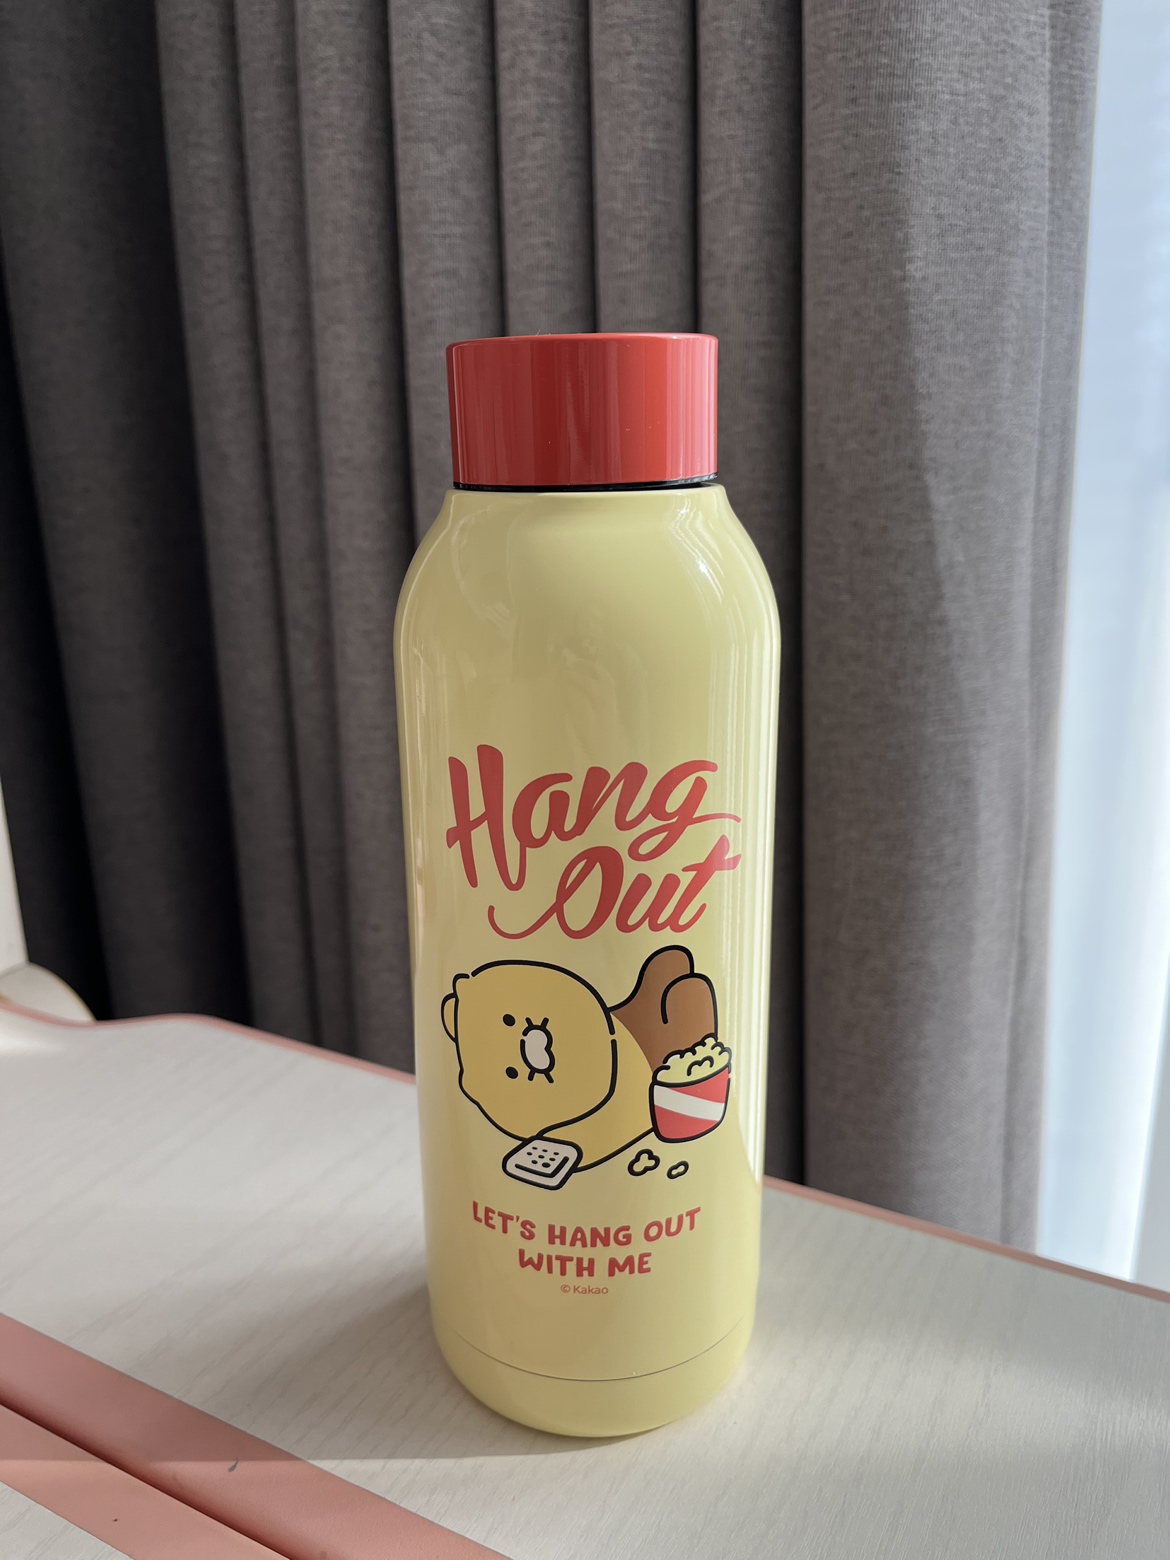 Hang
Out
LET'S HANG OUT
WITH ME
© Kakao